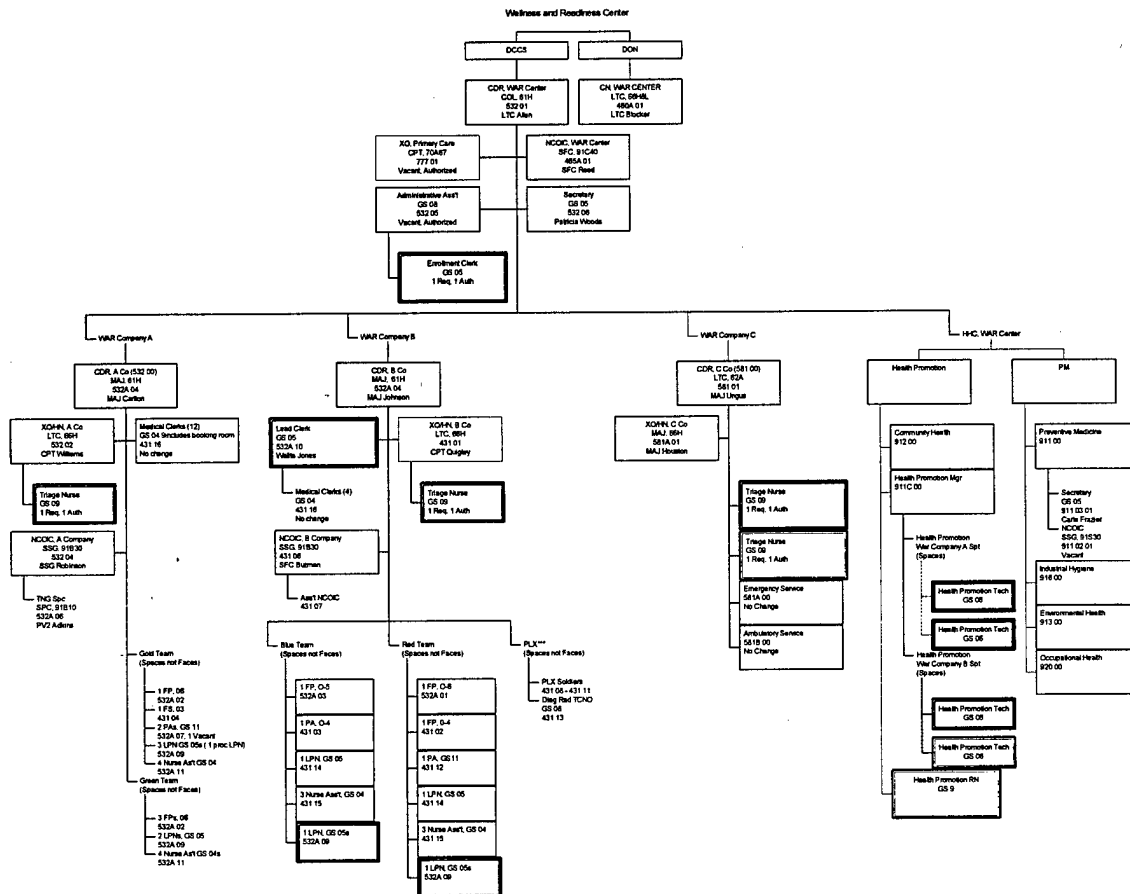 Wellness and Readiness Center
DCCS
DON
CDR, WAR Center
COL, 61H
532 01
LTC Allen
CN, WAR CENTER
LTC, 66H8L
460A 01
LTC Blocker
XO, Primary Care
CPT, 70A67
777 01
Vacant, Authorized
NCOIC, WAR Center
SFC, 91C40
465A 01
SFC Reed
Administrative Ass't
GS 08
532 05
Vacant, Authorized
Secretary
GS 05
532 06
Patricia Woods
Enrollment Clerk
GS 05
1 Req, 1 Auth
WAR Company A
CDR, A Co (532 00)
MAJ, 61H
532A 04
MAJ Carlton
XO/HN, A Co
LTC, 66H
532 02
CPT Williams
Medical Clerks (12)
GS 04 9includes booking room
431 16
No change
Triage Nurse
GS 09
1 Req, 1 Auth
NCOIC, A Company
SSG, 91B30
532 04
SSG Robinson
TNG Spc
SPC, 91B10
532A 06
PV2 Adions
Gold Team
(Spaces not Faces)
1 FP, 06
532A 02
1 FS, 03
431 04
2 PAs, GS 11
532A 07, 1 Vacant
3 LPN GS 05s ( 1 proc LPN)
532A 09
4 Nurse As't GS 04
532A 11
Green Team
(Spaces not Faces)
3 FPs, 06
532A 02
2 LPNs, GS 05
532A 09
4 Nurse As't GS 04s
532A 11
WAR Company B
CDR, B Co
MAJ, 61H
532A 04
MAJ Johnson
Lead Clerk
GS 05
532A 10
Wallis Jones
XO/HN, B Co
LTC, 66H
431 01
CPT Quigley
Medical Clerks (4)
GS 04
431 16
No change
Triage Nurse
GS 09
1 Req, 1 Auth
NCOIC, B Company
SSG, 91B30
431 06
SFC Butman
Ass't NCOIC
431 07
Blue Team
(Spaces not Faces)
1 FP, O-5
532A 03
1 PA, O-4
431 03
1 LPN, GS 05
431 14
3 Nurse Ass't, GS 04
431 15
1 LPN, GS 05s
532A 09
Red Team
(Spaces not Faces)
1 FP, O-6
532A 01
1 FP, 0-4
431 02
1 PA, GS11
431 12
1 LPN, GS 05
431 14
3 Nurse Ass't, GS 04
431 15
1 LPN, GS 05s
532A 09
PLX***
(Spaces not Faces)
PLX Soldiers
431 08 - 431 11
Diag Rad TCNO
GS 08
431 13
WAR Company C
CDR, C Co (581 00)
LTC, 62A
581 01
MAJ Ungus
XO/HN, C Co
MAJ, 66H
581A 01
MAJ Houston
Triage Nurse
GS 09
1 Req, 1 Auth
Triage Nurse
GS 09
1 Req, 1 Auth
Emergency Service
581A 00
No Change
Ambulatory Service
581B 00
No Change
HHC, WAR Center
Health Promotion
Community Health
912 00
Health Promotion Mgr
911C 00
Health Promotion
War Company A Spt
(Spaces)
Health Promotion Tech
GS 06
Health Promotion Tech
GS 06
Health Promotion
War Company B Spt
(Spaces)
Health Promotion Tech
GS 06
Health Promotion Tech
GS 06
Health Promotion RN
GS 9
PM
Preventive Medicine
911 00
Secretary
GS 05
911 03 01
Carla Frazier
NCOIC
SSG, 91S30
911 02 01
Vacant
Industrial Hygiene
916 00
Environmental Health
913 00
Occupational Health
920 00